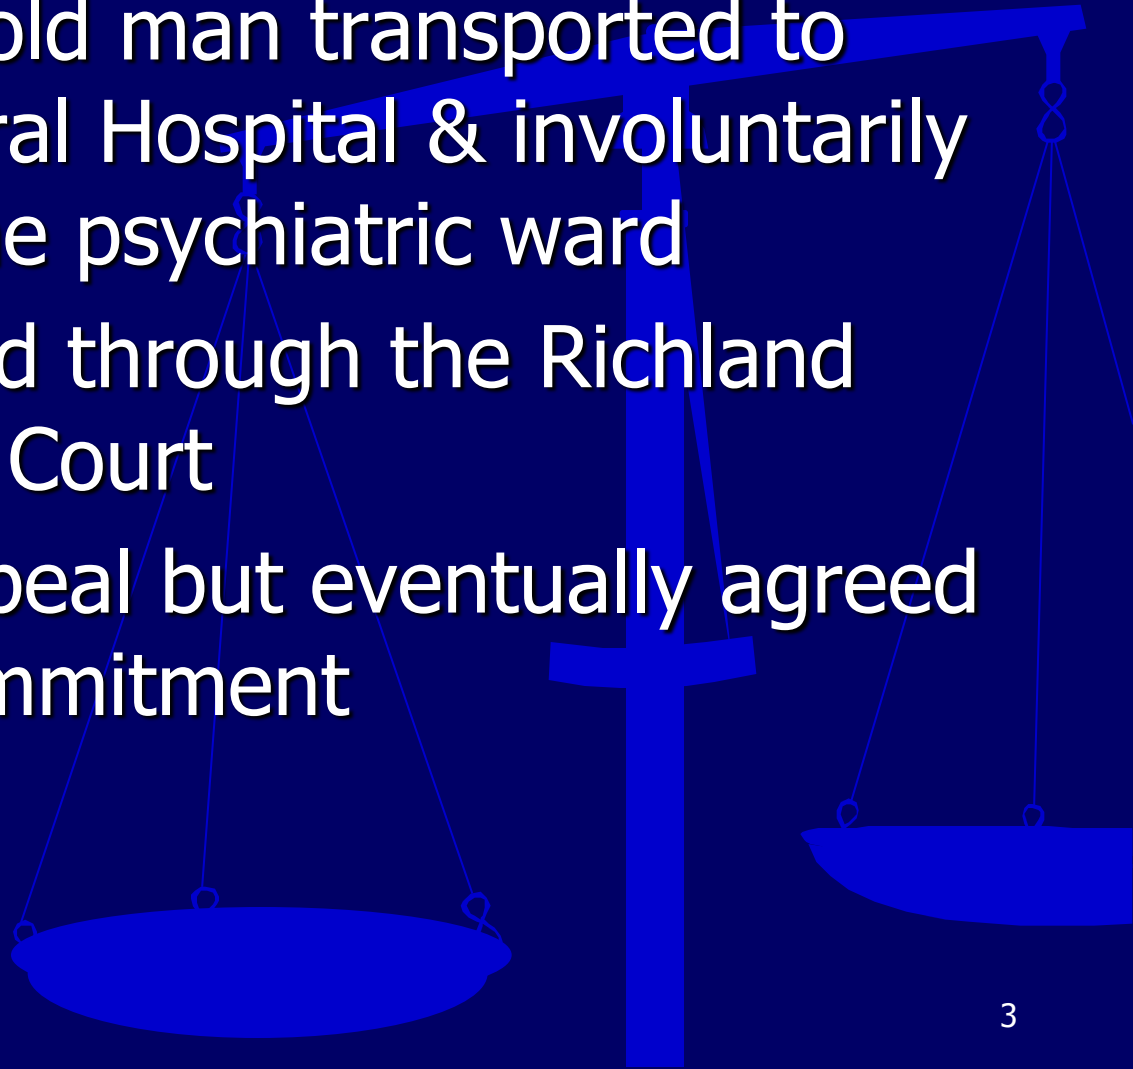 old man transported to
ral Hospital & involuntarily
e psychiatric ward
d through the Richland
Court
peal but eventually agreed
mmitment
3